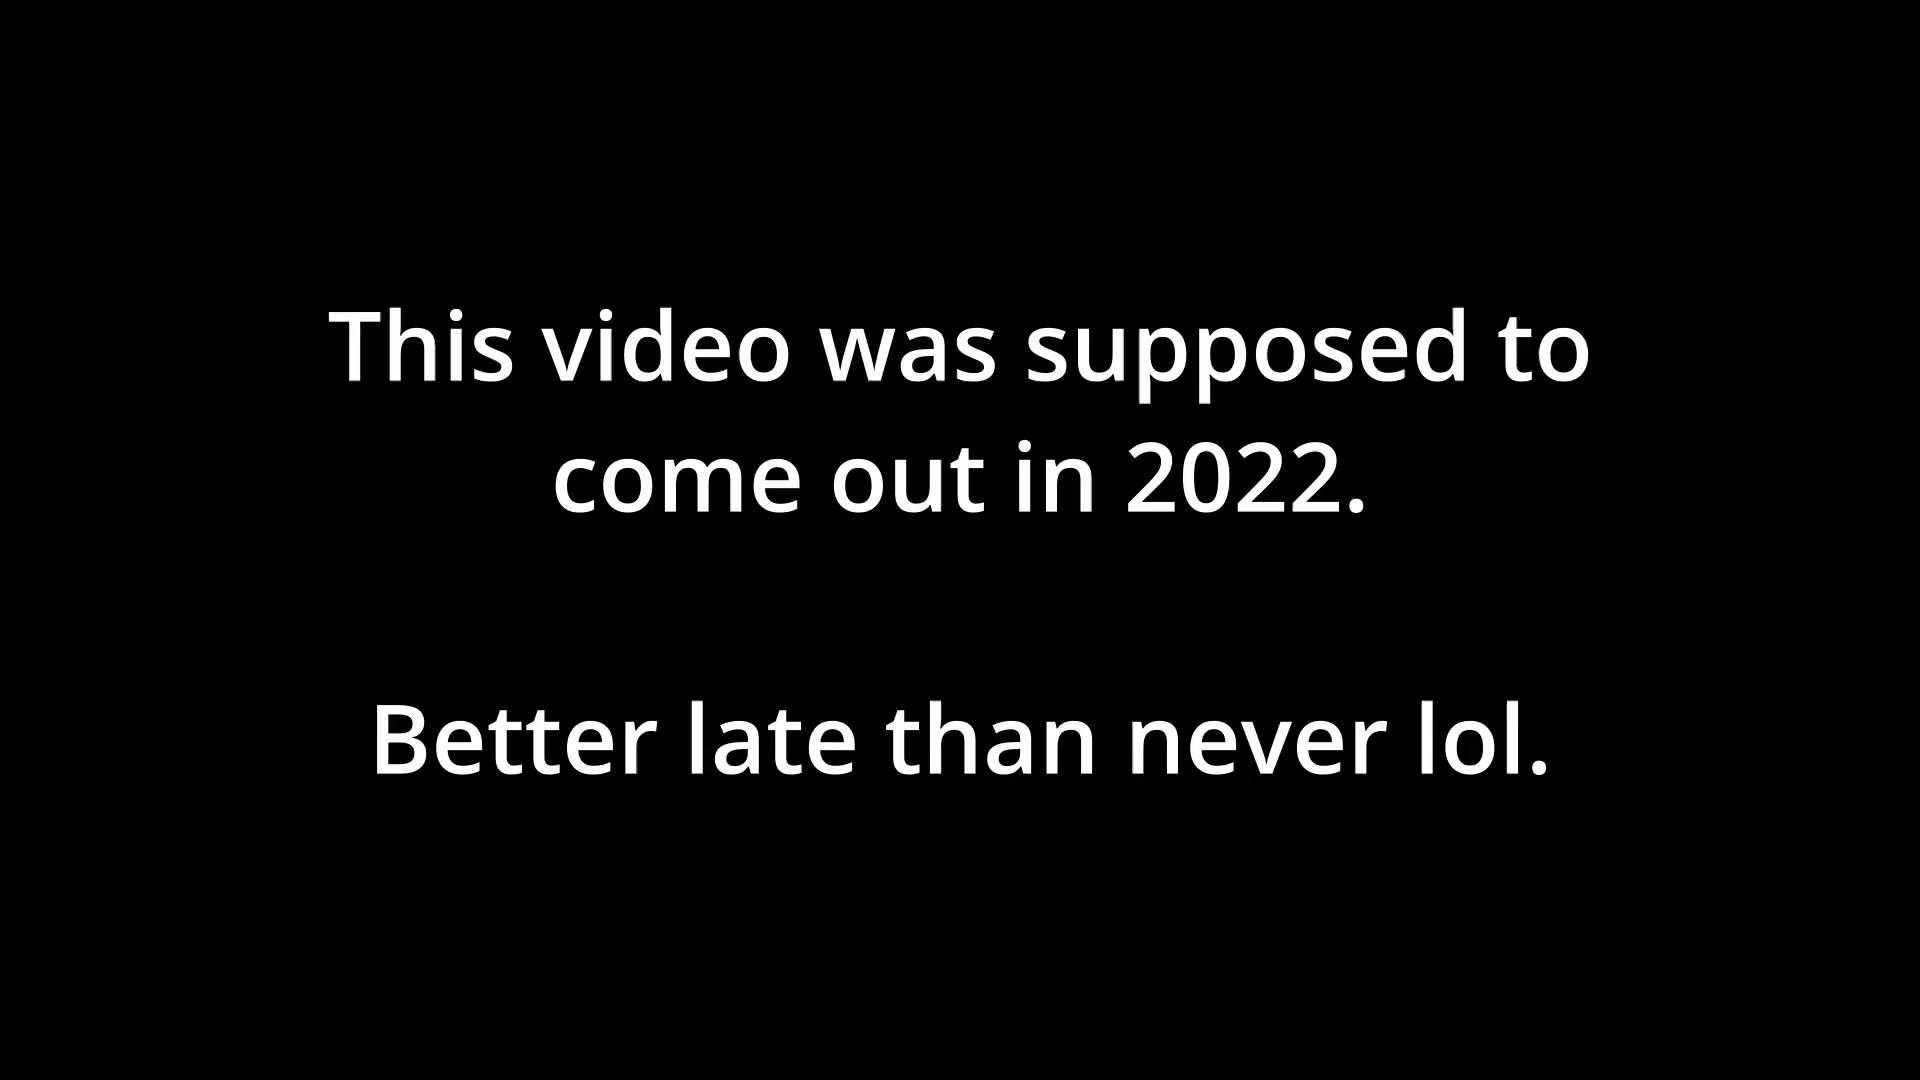 This video was supposed to
come out in 2022.
Better late than never lol.